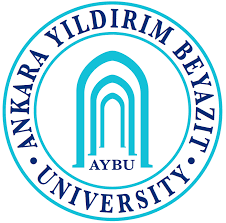 • ANKARA YILDIRIM BEYAZIT •
UNIVERSITY
AYBU